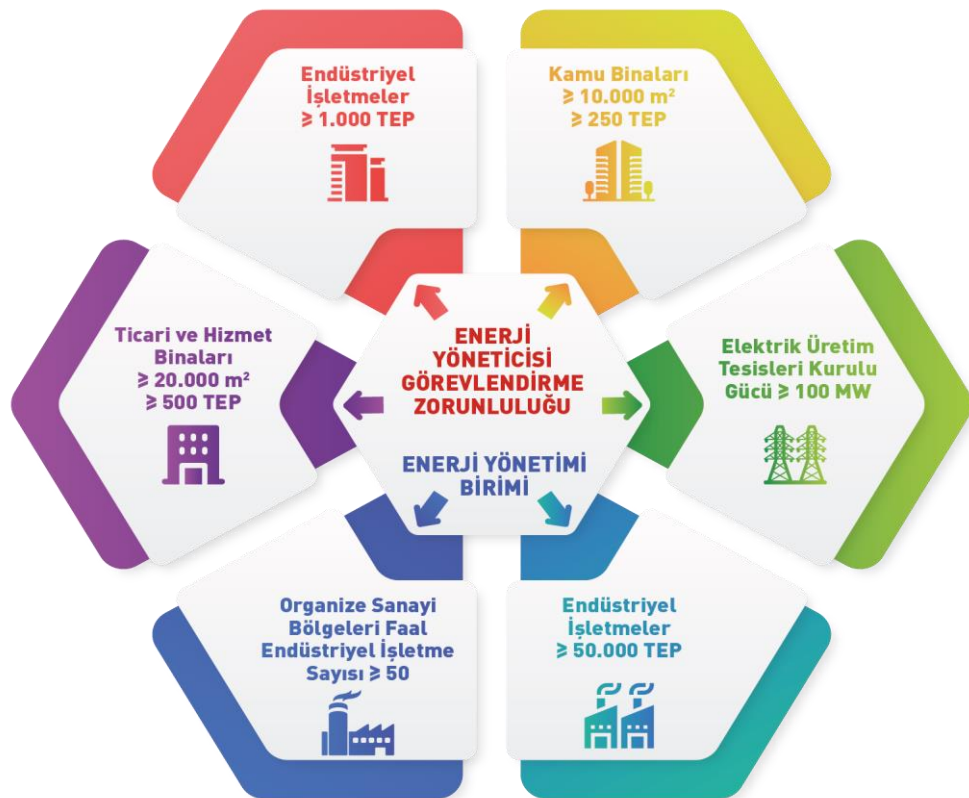 Endüstriyel
İşletmeler
≥ 1.000 TEP
Kamu Binaları
≥ 10.000 m²
≥ 250 TEP
Ticari ve Hizmet
Binaları
≥ 20.000 m²
≥ 500 TEP
ENERJİ
YÖNETİCİSİ
GÖREVLENDİRME
ZORUNLULUĞU
ENERJİ YÖNETİMİ
BİRİMİ
Elektrik Üretim
Tesisleri Kurulu
Gücü ≥ 100 MW
Organize Sanayi
Bölgeleri Faal
Endüstriyel İşletme
Sayısı ≥ 50
Endüstriyel
İşletmeler
≥ 50.000 TEP